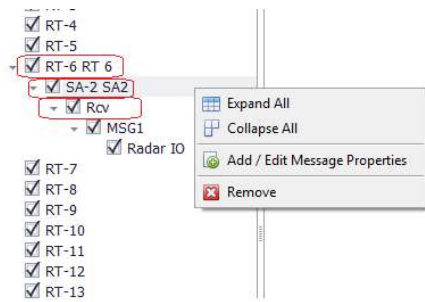 RT-4
RT-5
RT-6 RT 6
SA-2 SA2
Rcv
MSG1
Radar IO
RT-7
RT-8
RT-9
RT-10
RT-11
RT-12
RT-13
Expand All
Collapse All
Add / Edit Message Properties
Remove